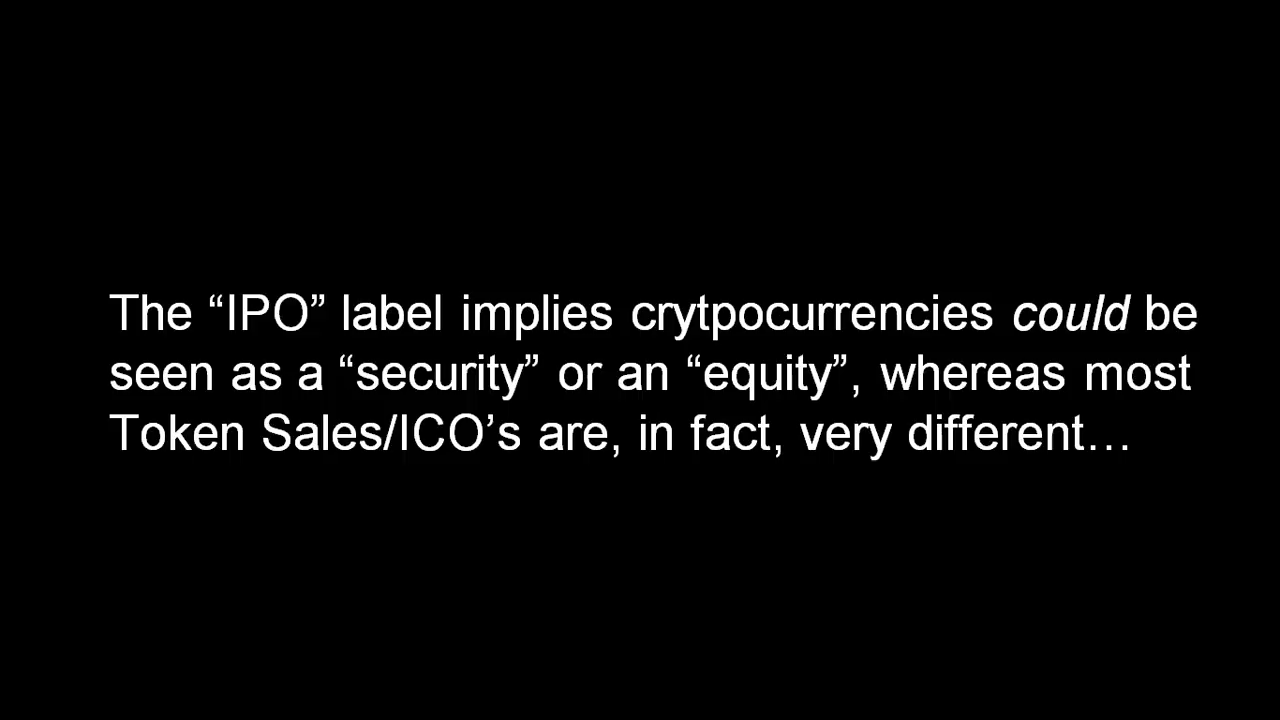 The “IPO” label implies crytpocurrencies could be
seen as a “security” or an “equity”, whereas most
Token Sales/ICO’s are, in fact, very different…